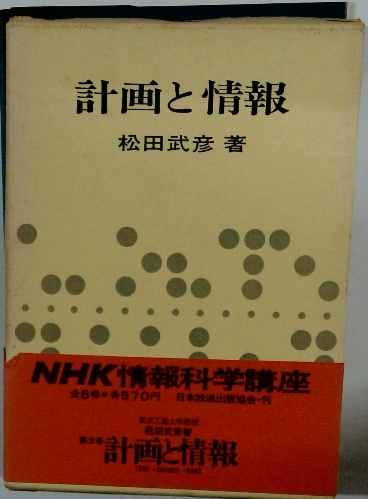 計画と情報
松田武彦 著
NHK情報科学講座
全8巻・各570円 日本放送出版協会・刊
東京工業大学教授
松田武彦著
第3巻 計画と情報